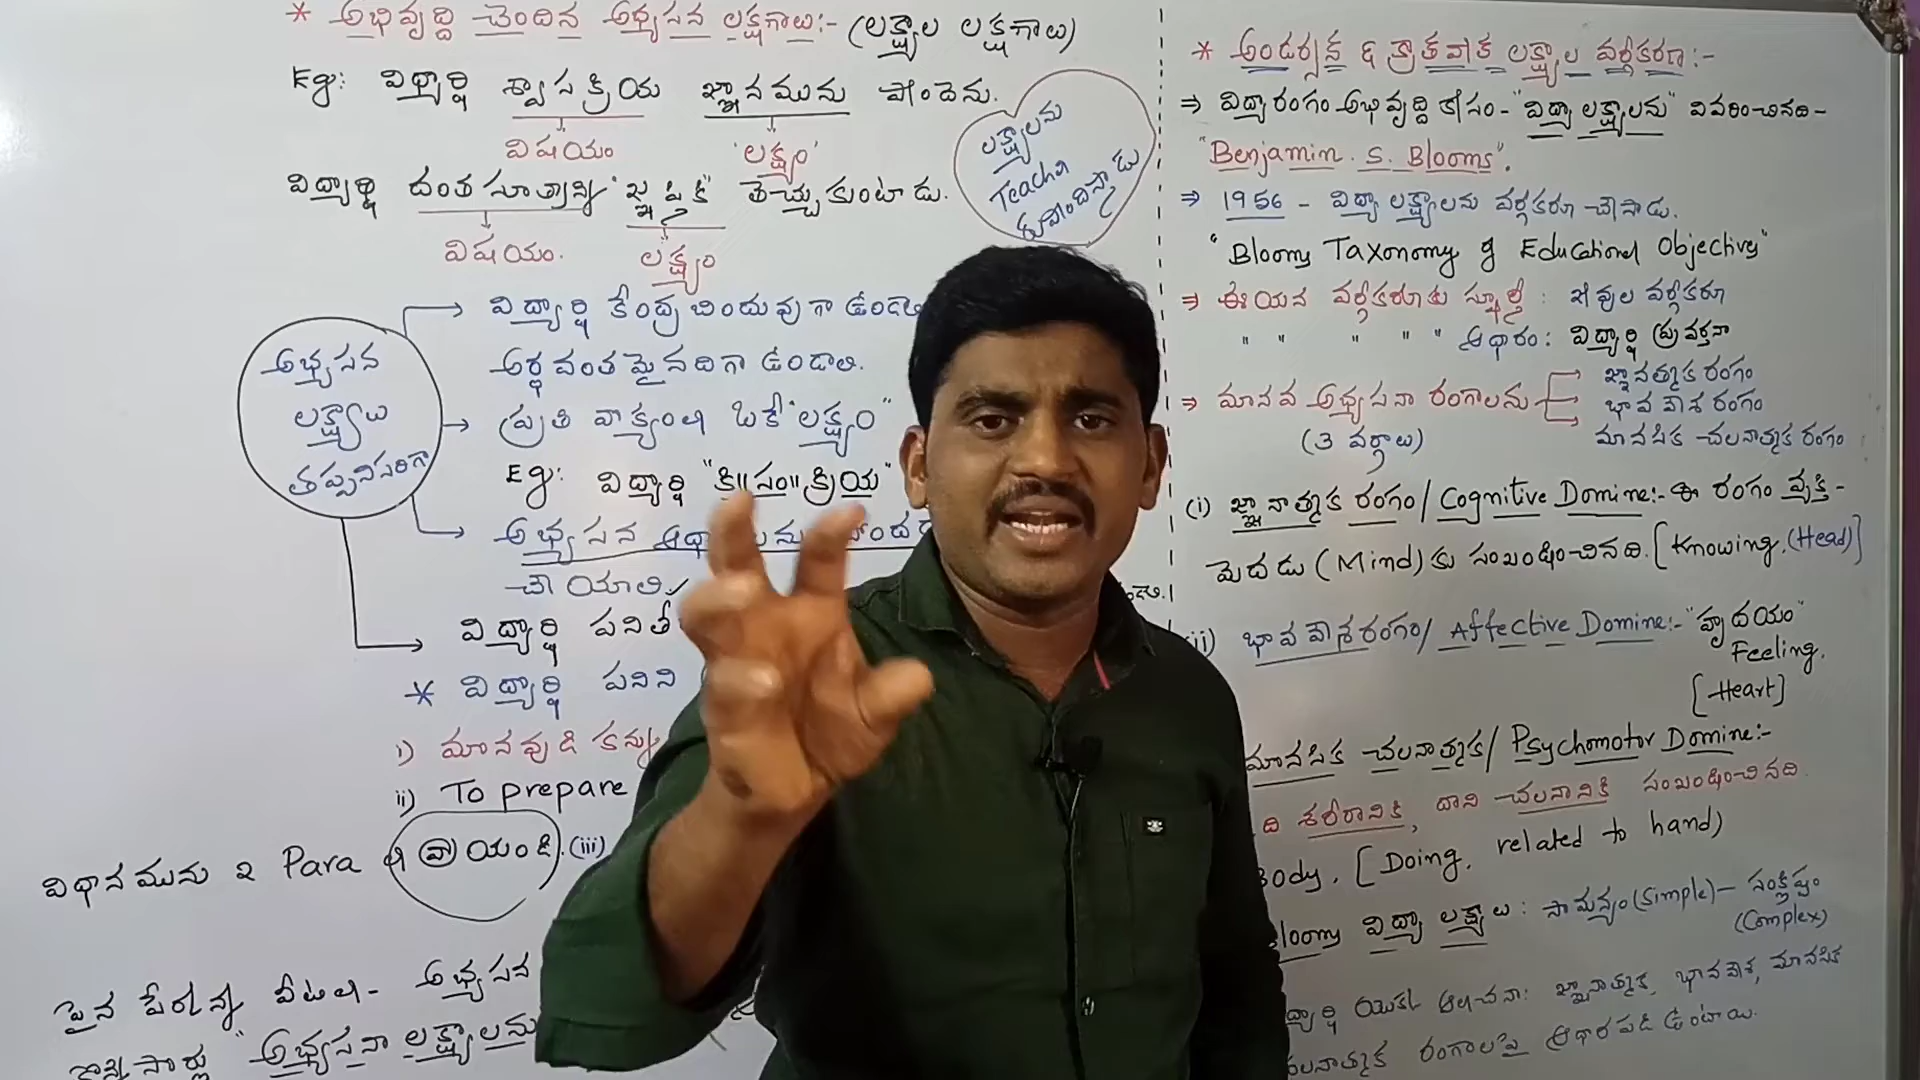 * అభివృద్ధి చెందిన అధ్యసన లక్షణాలు:- (లక్ష్యాల లక్షణాలు)
Eg: విద్యార్థి శ్వాసక్రియ జ్ఞానమును పొందెను.
విషయం 'లక్ష్యం'
విద్యార్థి దంత సూత్రాన్ని "జ్ఞప్తికి" తెచ్చుకుంటాడు.
విషయం. లక్ష్యం
లక్ష్యాలను
Teacher
రూపొందిస్తాడు
అభ్యసన
లక్ష్యాలు
తప్పనిసరిగా
విద్యార్థి కేంద్ర బిందువుగా
అర్థవంతమైనదిగా ఉండాలి.
ప్రతి వాక్యంలో ఒకే "లక్ష్యం"
Eg: విద్యార్థి "కి॥సం॥క్రియ"
అభ్యసన
చేయాలి.
విద్యార్థి
* విద్యార్థి పనిని
i) మానవుడి
ii) To prepare
విధానమును 2 Para లో వ్రాయండి. (iii)
పైన పేర్కొన్న వీటిలో - అభ్యసన
"అభ్యసనా లక్ష్యాలను
* అండర్సన్ & క్రాత్‌వాల్ లక్ష్యాల వర్గీకరణ:-
⇒ విద్యారంగం అభివృద్ధి కోసం - "విద్యా లక్ష్యాలను" వివరించినది -
"Benjamin. S. Blooms".
⇒ 1956 - విద్యా లక్ష్యాలను వర్గీకరణ చేసాడు.
"Blooms Taxonomy of Educational Objectives"
⇒ ఈయన వర్గీకరణకు స్ఫూర్తి: జీవుల వర్గీకరణ
" " " " " ఆధారం: విద్యార్థి ప్రవర్తనా
⇒ మానవ అభ్యసనా రంగాలను
(3 వర్గాలు)
జ్ఞానాత్మక రంగం
భావావేశ రంగం
మానసిక చలనాత్మక రంగం
(i) జ్ఞానాత్మక రంగం/ Cognitive Domine:- ఈ రంగం వ్యక్తి -
మెదడు (Mind) కు సంబంధించినది. [Knowing, (Head)]
(ii) భావావేశరంగం/ Affective Domine:- "హృదయం"
Feeling.
[Heart]
మానసిక చలనాత్మక/ Psychomotor Domine:-
ది శరీరానికి, దాని చలనానికి సంబంధించినది.
Body. [Doing, related to hand)
Blooms విద్యా లక్ష్యాలు: సామాన్యం (Simple) - సంక్లిష్టం
(Complex)
విద్యార్థి యొక్క ఆలోచనా: జ్ఞానాత్మక, భావావేశ, మానసిక
చలనాత్మక రంగాలపై ఆధారపడి ఉంటాయి.